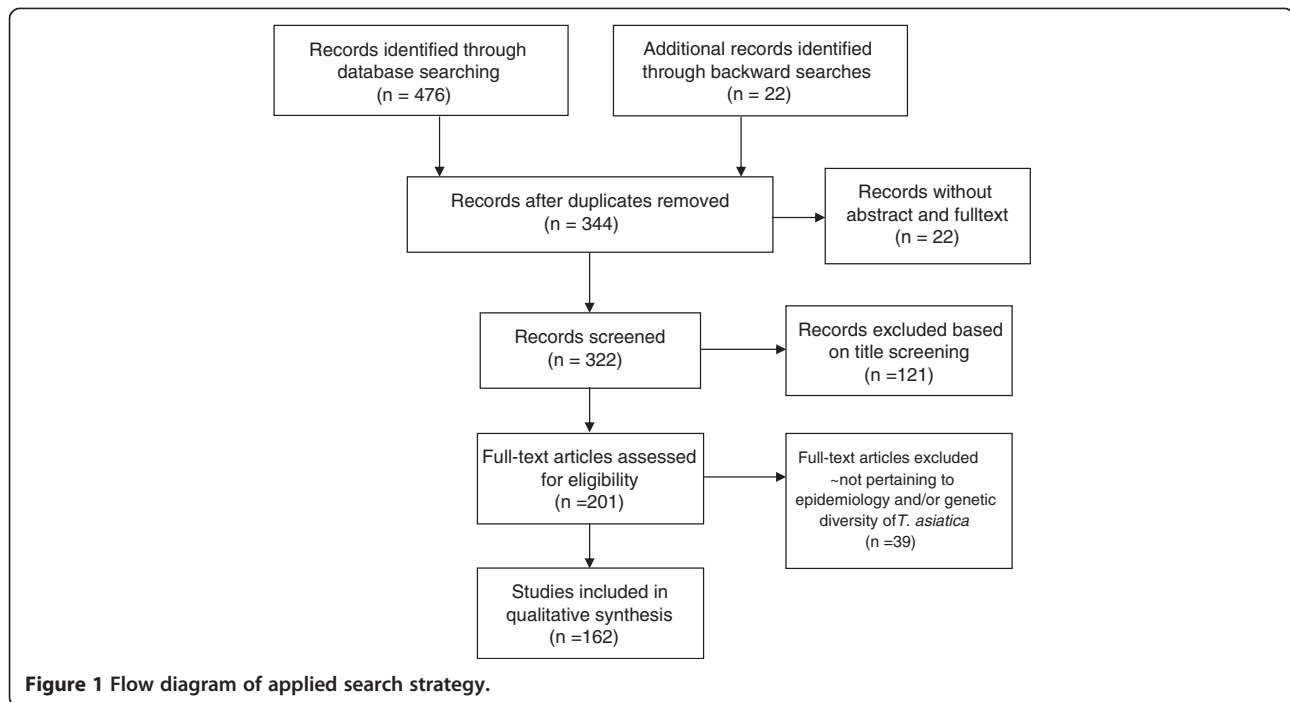 Records identified through
database searching
(n = 476)
Additional records identified
through backward searches
(n = 22)
Records after duplicates removed
(n = 344)
Records without
abstract and fulltext
(n = 22)
Records screened
(n = 322)
Records excluded based
on title screening
(n =121)
Full-text articles assessed
for eligibility
(n =201)
Full-text articles excluded
~not pertaining to
epidemiology and/or genetic
diversity of T. asiatica
(n =39)
Studies included in
qualitative synthesis
(n =162)
Figure 1 Flow diagram of applied search strategy.